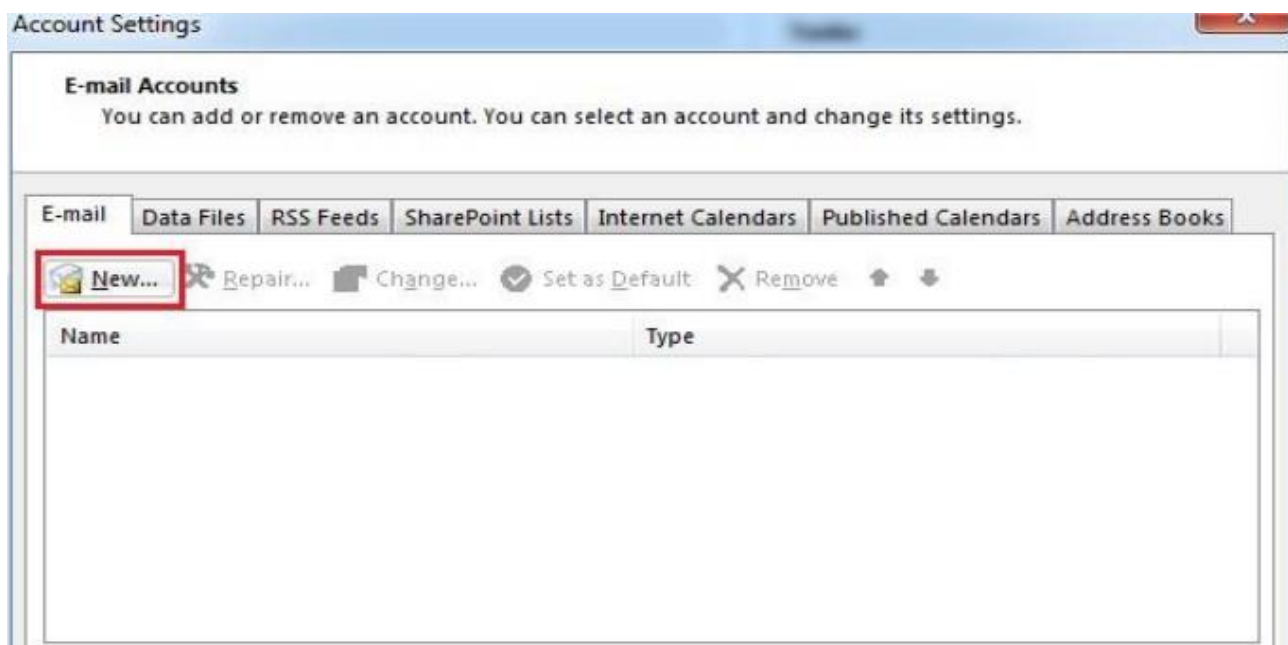 Account Settings
E-mail Accounts
You can add or remove an account. You can select an account and change its settings.
E-mail Data Files RSS Feeds SharePoint Lists Internet Calendars Published Calendars Address Books
New... Repair... Change... Set as Default Remove
Name Type